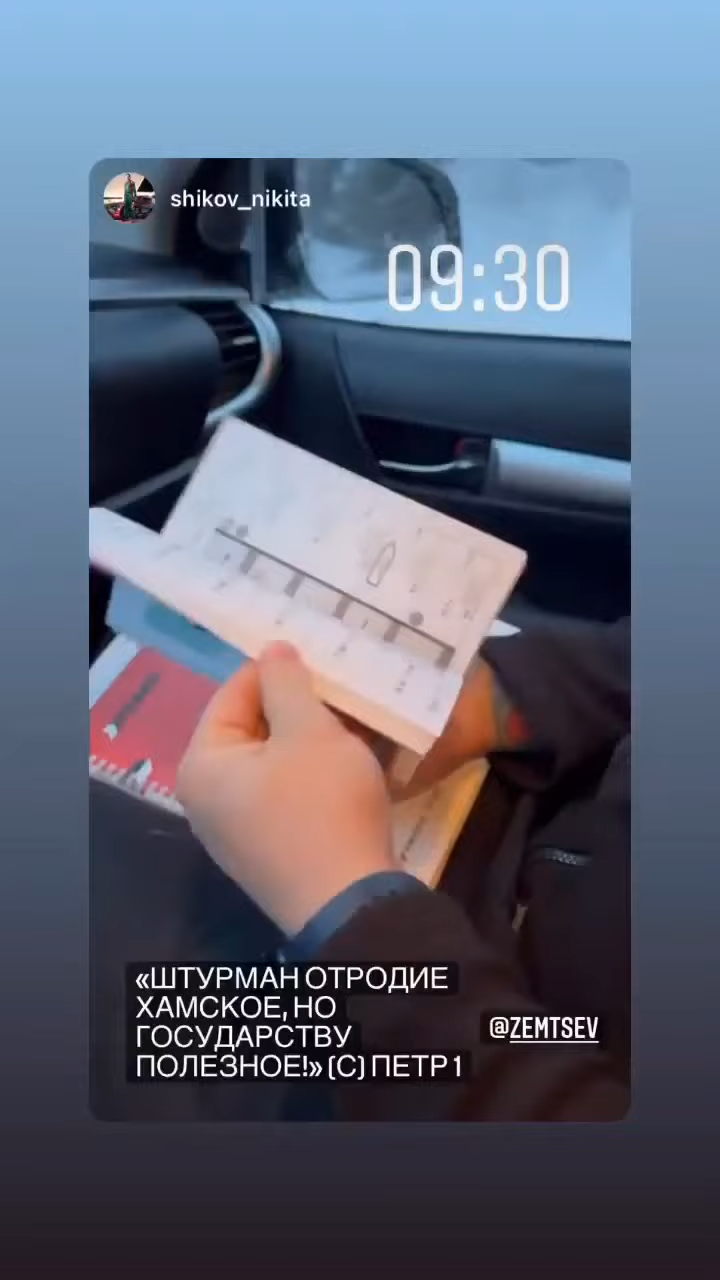 shikov_nikita
09:30
«ШТУРМАН ОТРОДИЕ
ХАМСКОЕ, НО
ГОСУДАРСТВУ
ПОЛЕЗНОЕ!» (С) ПЕТР 1
@ZEMTSEV